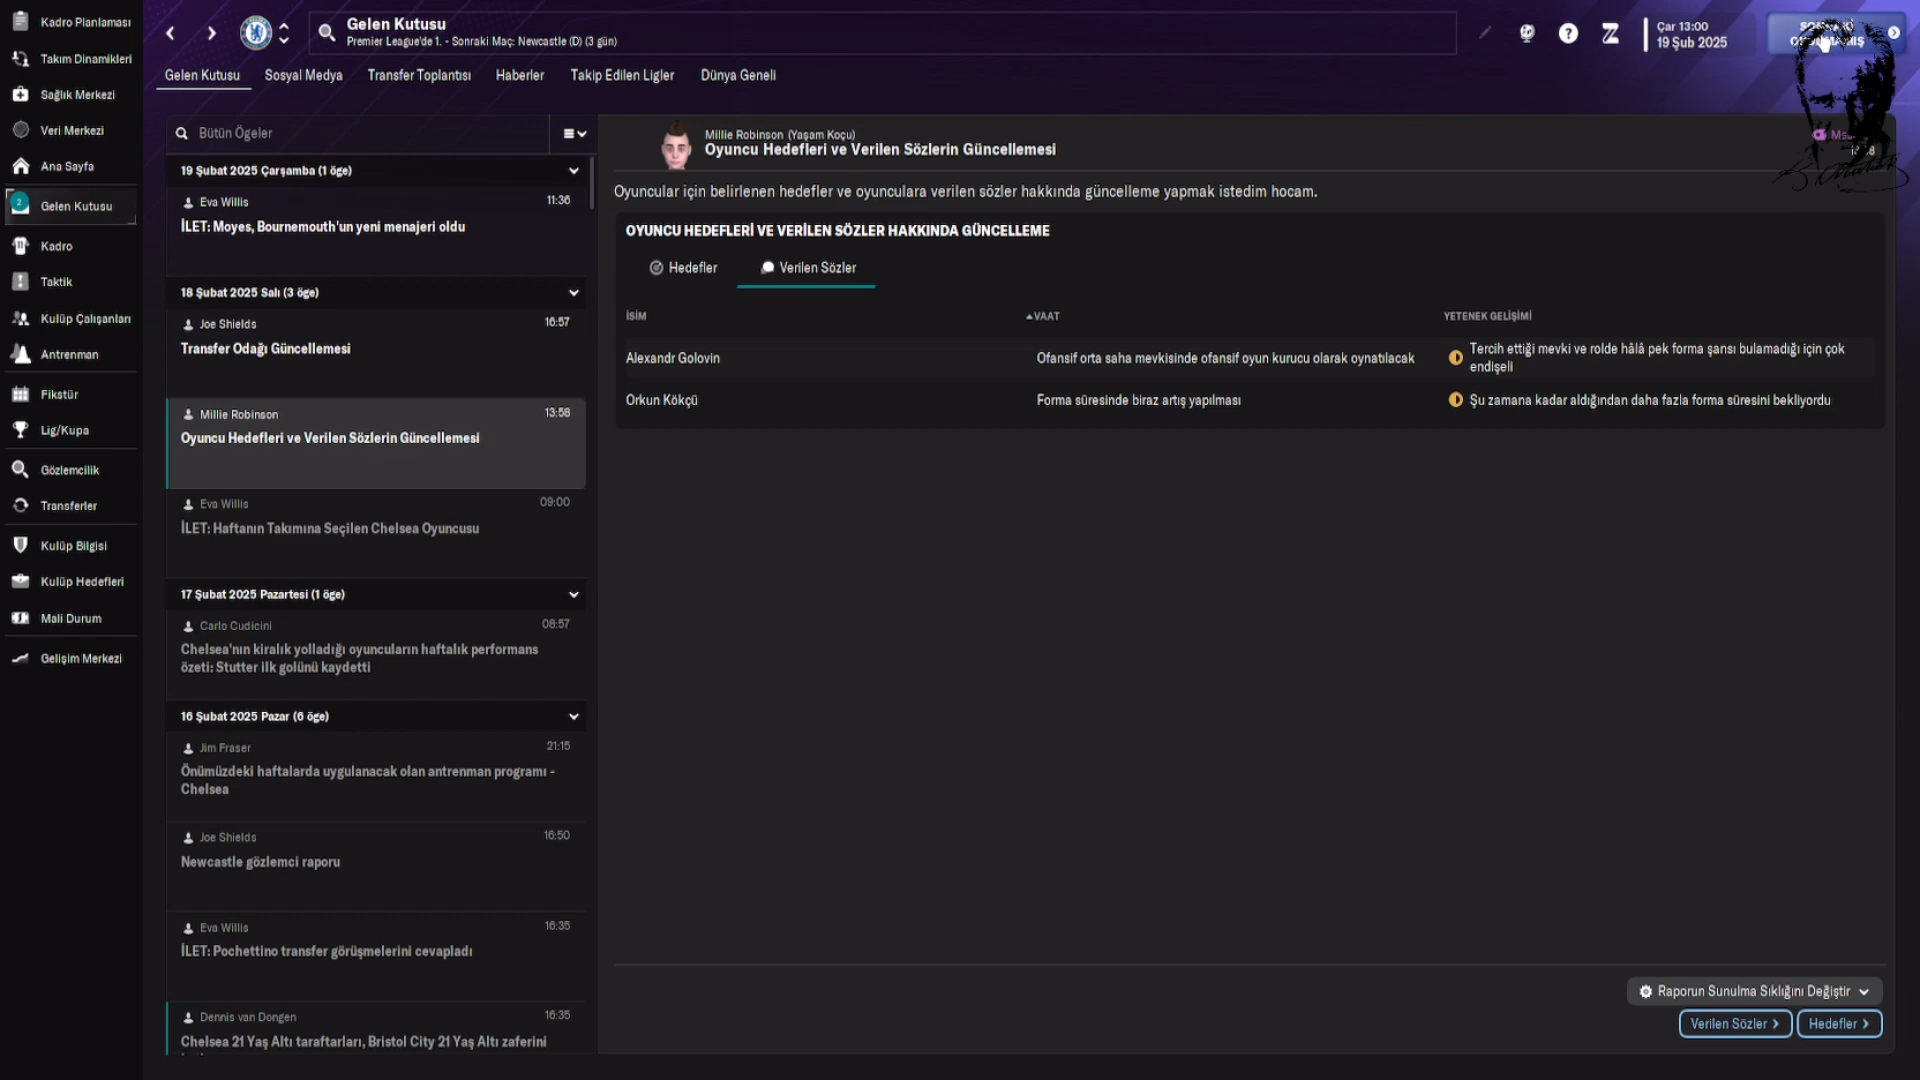 Kadro Planlaması
Takım Dinamikleri
Sağlık Merkezi
Veri Merkezi
Ana Sayfa
2
Gelen Kutusu
Kadro
Taktik
Kulüp Çalışanları
Antrenman
Fikstür
Lig/Kupa
Gözlemcilik
Transferler
Kulüp Bilgisi
Kulüp Hedefleri
Mali Durum
Gelişim Merkezi
Gelen Kutusu
Premier League'de 1. - Sonraki Maç: Newcastle (D) (3 gün)
Çar 13:00
19 Şub 2025
Gelen Kutusu
Sosyal Medya
Transfer Toplantısı
Haberler
Takip Edilen Ligler
Dünya Geneli
Bütün Ögeler
19 Şubat 2025 Çarşamba (1 öge)
Eva Willis 11:36
İLET: Moyes, Bournemouth'un yeni menajeri oldu
18 Şubat 2025 Salı (3 öge)
Joe Shields 16:57
Transfer Odağı Güncellemesi
Millie Robinson 13:58
Oyuncu Hedefleri ve Verilen Sözlerin Güncellemesi
Eva Willis 09:00
İLET: Haftanın Takımına Seçilen Chelsea Oyuncusu
17 Şubat 2025 Pazartesi (1 öge)
Carlo Cudicini 08:57
Chelsea'nın kiralık yolladığı oyuncuların haftalık performans
özeti: Stutter ilk golünü kaydetti
16 Şubat 2025 Pazar (6 öge)
Jim Fraser 21:15
Önümüzdeki haftalarda uygulanacak olan antrenman programı -
Chelsea
Joe Shields 16:50
Newcastle gözlemci raporu
Eva Willis 16:35
İLET: Pochettino transfer görüşmelerini cevapladı
Dennis van Dongen 16:35
Chelsea 21 Yaş Altı taraftarları, Bristol City 21 Yaş Altı zaferini
Millie Robinson (Yaşam Koçu)
Oyuncu Hedefleri ve Verilen Sözlerin Güncellemesi
Oyuncular için belirlenen hedefler ve oyunculara verilen sözler hakkında güncelleme yapmak istedim hocam.
OYUNCU HEDEFLERİ VE VERİLEN SÖZLER HAKKINDA GÜNCELLEME
Hedefler
Verilen Sözler
İSİM
VAAT
YETENEK GELİŞİMİ
Alexandr Golovin
Ofansif orta saha mevkisinde ofansif oyun kurucu olarak oynatılacak
Tercih ettiği mevki ve rolde hâlâ pek forma şansı bulamadığı için çok
endişeli
Orkun Kökçü
Forma süresinde biraz artış yapılması
Şu zamana kadar aldığından daha fazla forma süresini bekliyordu
Raporun Sunulma Sıklığını Değiştir
Verilen Sözler
Hedefler